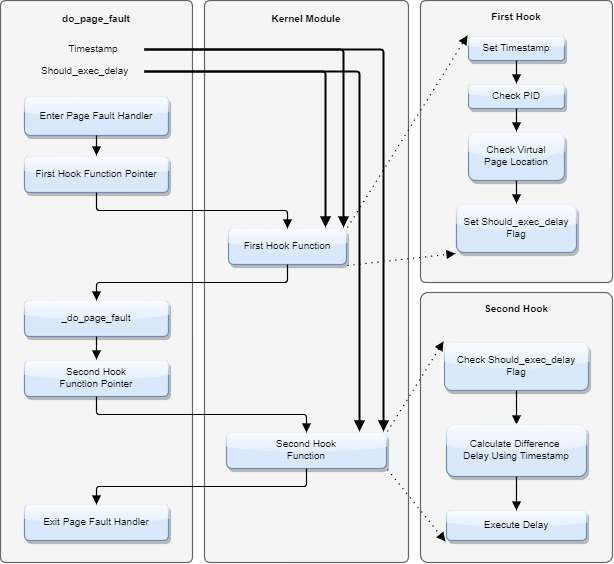 do_page_fault
Timestamp
Should_exec_delay
Enter Page Fault Handler
First Hook Function Pointer
_do_page_fault
Second Hook
Function Pointer
Exit Page Fault Handler
Kernel Module
First Hook Function
Second Hook
Function
First Hook
Set Timestamp
Check PID
Check Virtual
Page Location
Set Should_exec_delay
Flag
Second Hook
Check Should_exec_delay
Flag
Calculate Difference
Delay Using Timestamp
Execute Delay